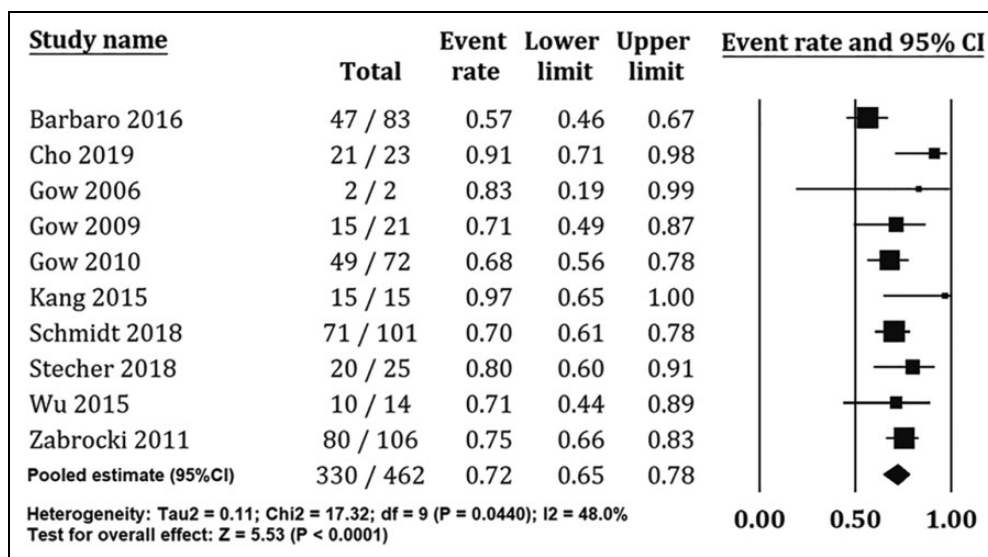 Study name Total Event rate Lower limit Upper limit Event rate and 95% CI
Barbaro 2016 47 / 83 0.57 0.46 0.67
Cho 2019 21 / 23 0.91 0.71 0.98
Gow 2006 2 / 2 0.83 0.19 0.99
Gow 2009 15 / 21 0.71 0.49 0.87
Gow 2010 49 / 72 0.68 0.56 0.78
Kang 2015 15 / 15 0.97 0.65 1.00
Schmidt 2018 71 / 101 0.70 0.61 0.78
Stecher 2018 20 / 25 0.80 0.60 0.91
Wu 2015 10 / 14 0.71 0.44 0.89
Zabrocki 2011 80 / 106 0.75 0.66 0.83
Pooled estimate (95%CI) 330 / 462 0.72 0.65 0.78
Heterogeneity: Tau2 = 0.11; Chi2 = 17.32; df = 9 (P = 0.0440); I2 = 48.0%
Test for overall effect: Z = 5.53 (P < 0.0001)
0.00 0.50 1.00